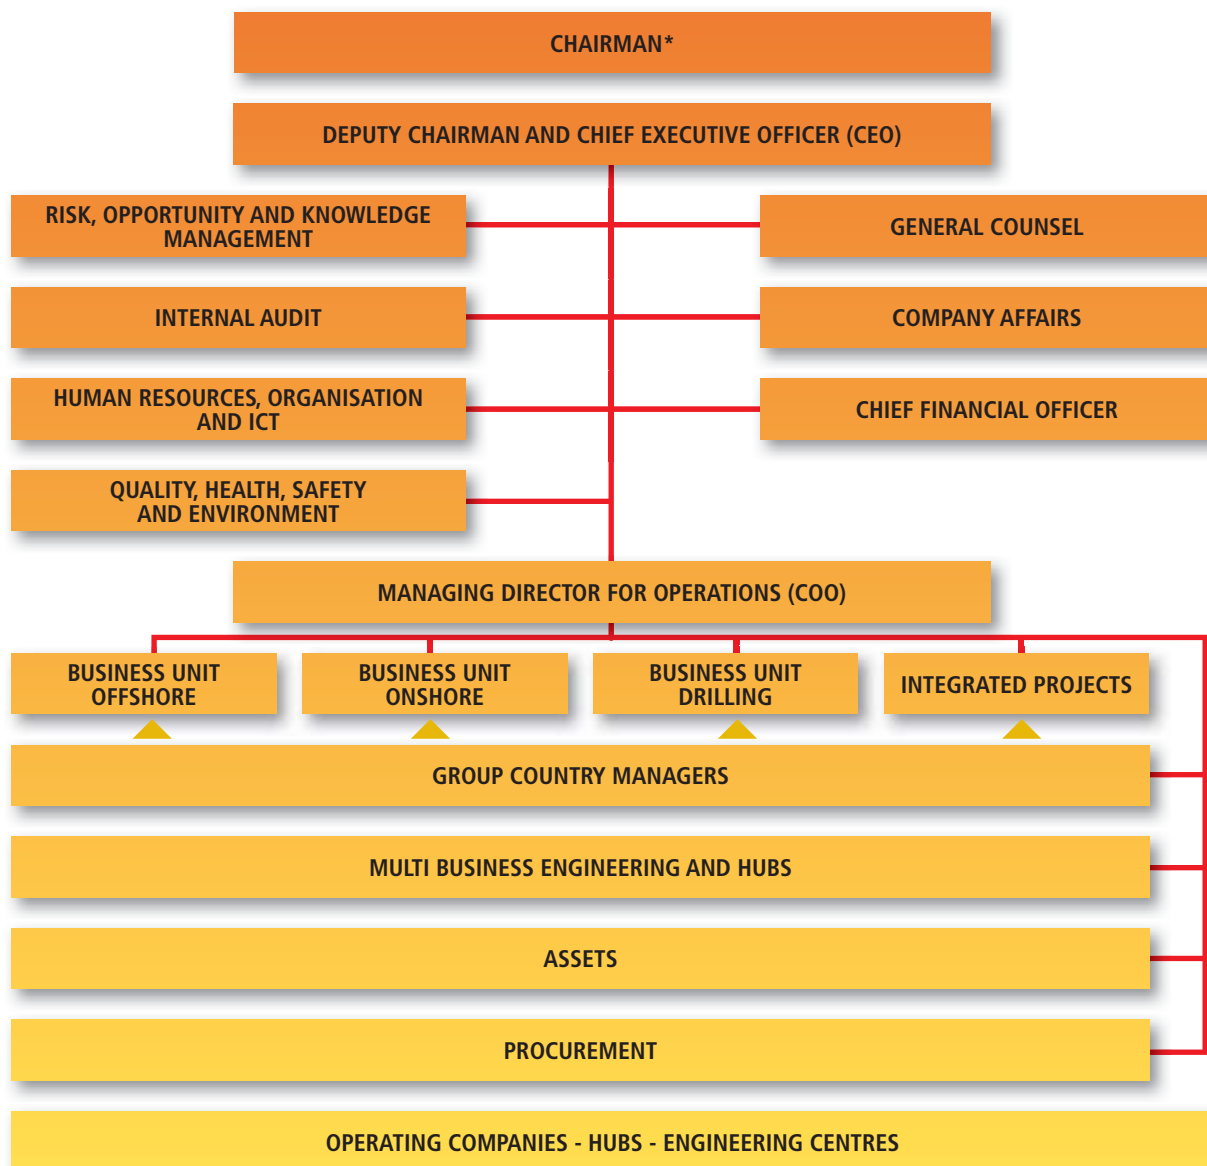 CHAIRMAN*
DEPUTY CHAIRMAN AND CHIEF EXECUTIVE OFFICER (CEO)
RISK, OPPORTUNITY AND KNOWLEDGE
MANAGEMENT
GENERAL COUNSEL
INTERNAL AUDIT
COMPANY AFFAIRS
HUMAN RESOURCES, ORGANISATION
AND ICT
CHIEF FINANCIAL OFFICER
QUALITY, HEALTH, SAFETY
AND ENVIRONMENT
MANAGING DIRECTOR FOR OPERATIONS (COO)
BUSINESS UNIT
OFFSHORE
BUSINESS UNIT
ONSHORE
BUSINESS UNIT
DRILLING
INTEGRATED PROJECTS
GROUP COUNTRY MANAGERS
MULTI BUSINESS ENGINEERING AND HUBS
ASSETS
PROCUREMENT
OPERATING COMPANIES - HUBS - ENGINEERING CENTRES